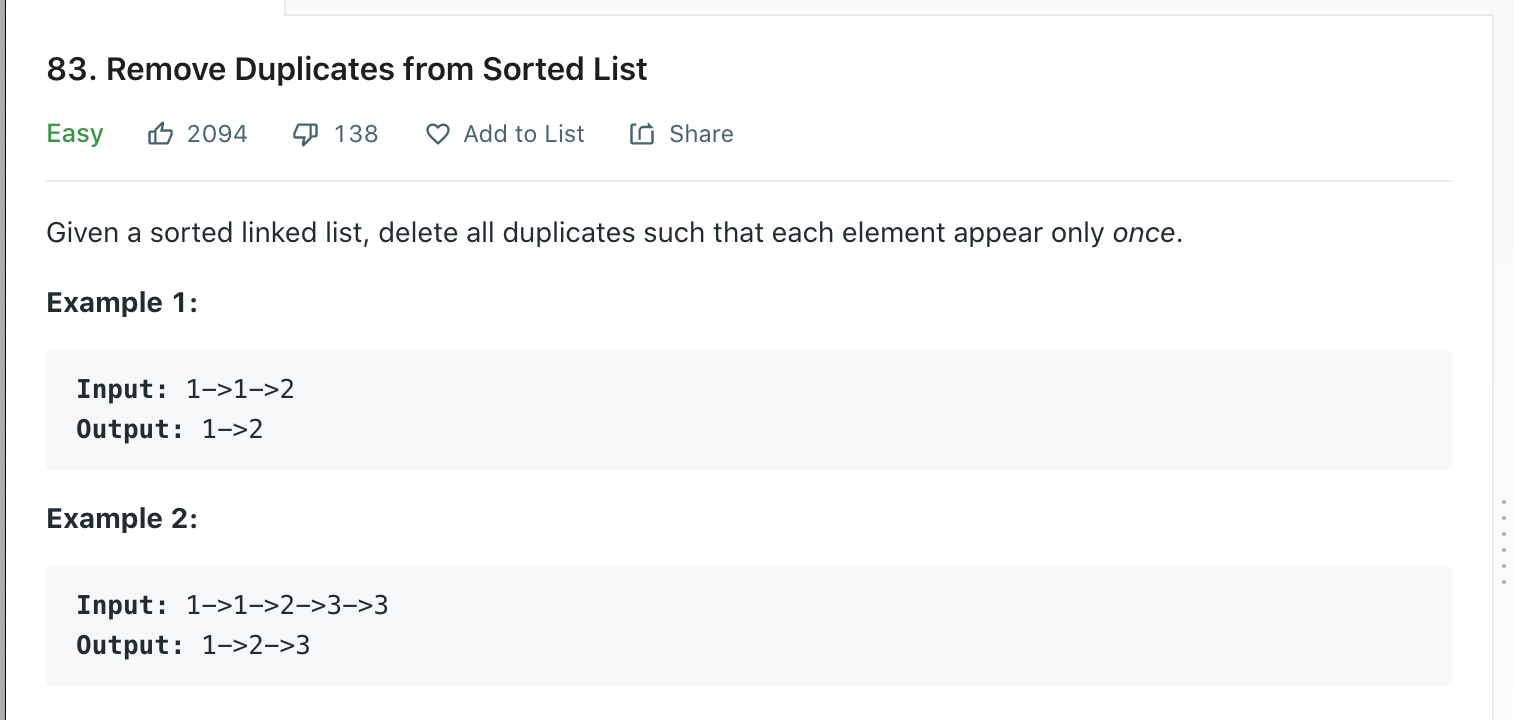 83. Remove Duplicates from Sorted List
Easy 2094 138 Add to List Share
Given a sorted linked list, delete all duplicates such that each element appear only once.
Example 1:
Input: 1->1->2
Output: 1->2
Example 2:
Input: 1->1->2->3->3
Output: 1->2->3